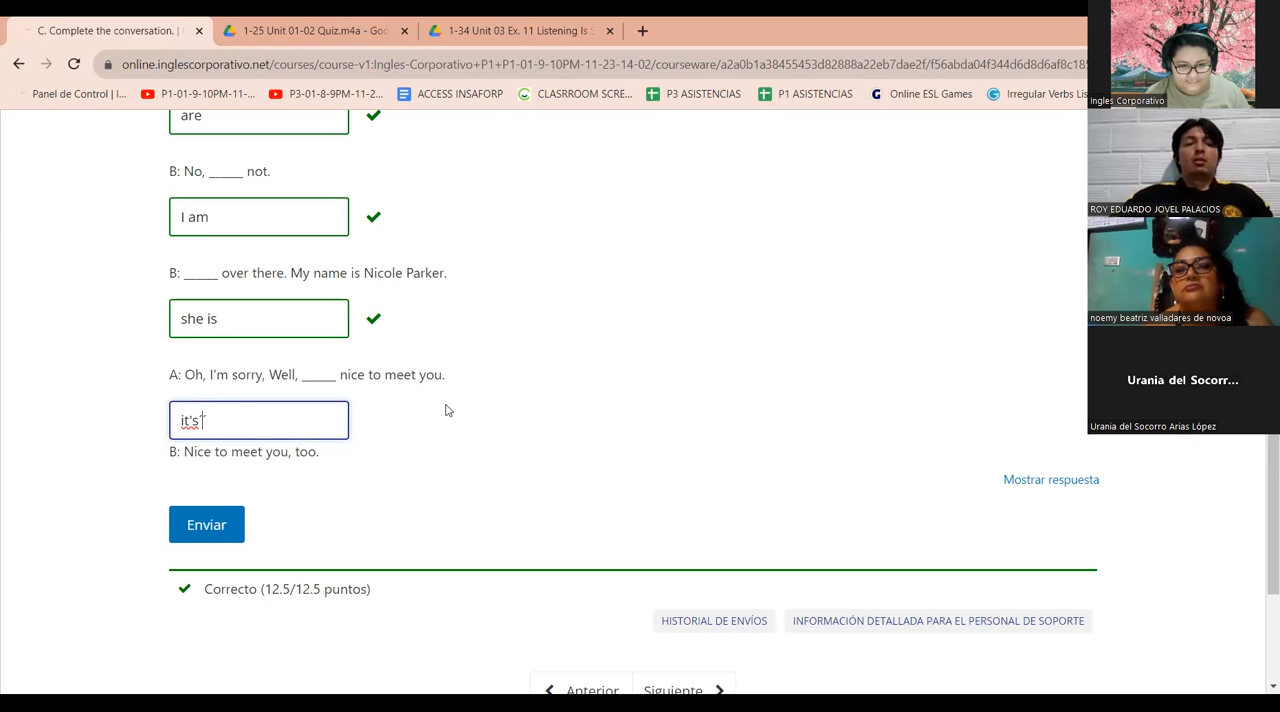 C. Complete the conversation. |
1-25 Unit 01-02 Quiz.m4a - Goo
1-34 Unit 03 Ex. 11 Listening Is S
online.inglescorporativo.net/courses/course-v1:Ingles-Corporativo+P1+P1-01-9-10PM-11-23-14-02/courseware/a2a0b1a38455453d82838a22eb7dae2f/f56abda04f344d6d8d6af8c185
Panel de Control | I...
P1-01-9-10PM-11-...
P3-01-8-9PM-11-2...
ACCESS INSAFORP
CLASRROOM SCRE...
P3 ASISTENCIAS
P1 ASISTENCIAS
Online ESL Games
Irregular Verbs Lis
Ingles Corporativo
ROY EDUARDO JOVEL PALACIOS
noemy beatriz valladares de novoa
Urania del Socorr...
Urania del Socorro Arias López
are
B: No, _____ not.
I am
B: _____ over there. My name is Nicole Parker.
she is
A: Oh, I'm sorry, Well, _____ nice to meet you.
it's
B: Nice to meet you, too.
Mostrar respuesta
Enviar
Correcto (12.5/12.5 puntos)
HISTORIAL DE ENVÍOS
INFORMACIÓN DETALLADA PARA EL PERSONAL DE SOPORTE
Anterior
Siguiente